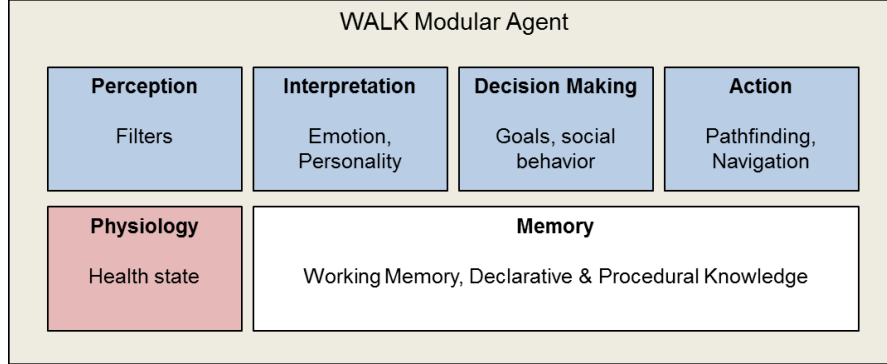 WALK Modular Agent
Perception
Filters
Interpretation
Emotion,
Personality
Decision Making
Goals, social
behavior
Action
Pathfinding,
Navigation
Physiology
Health state
Memory
Working Memory, Declarative & Procedural Knowledge